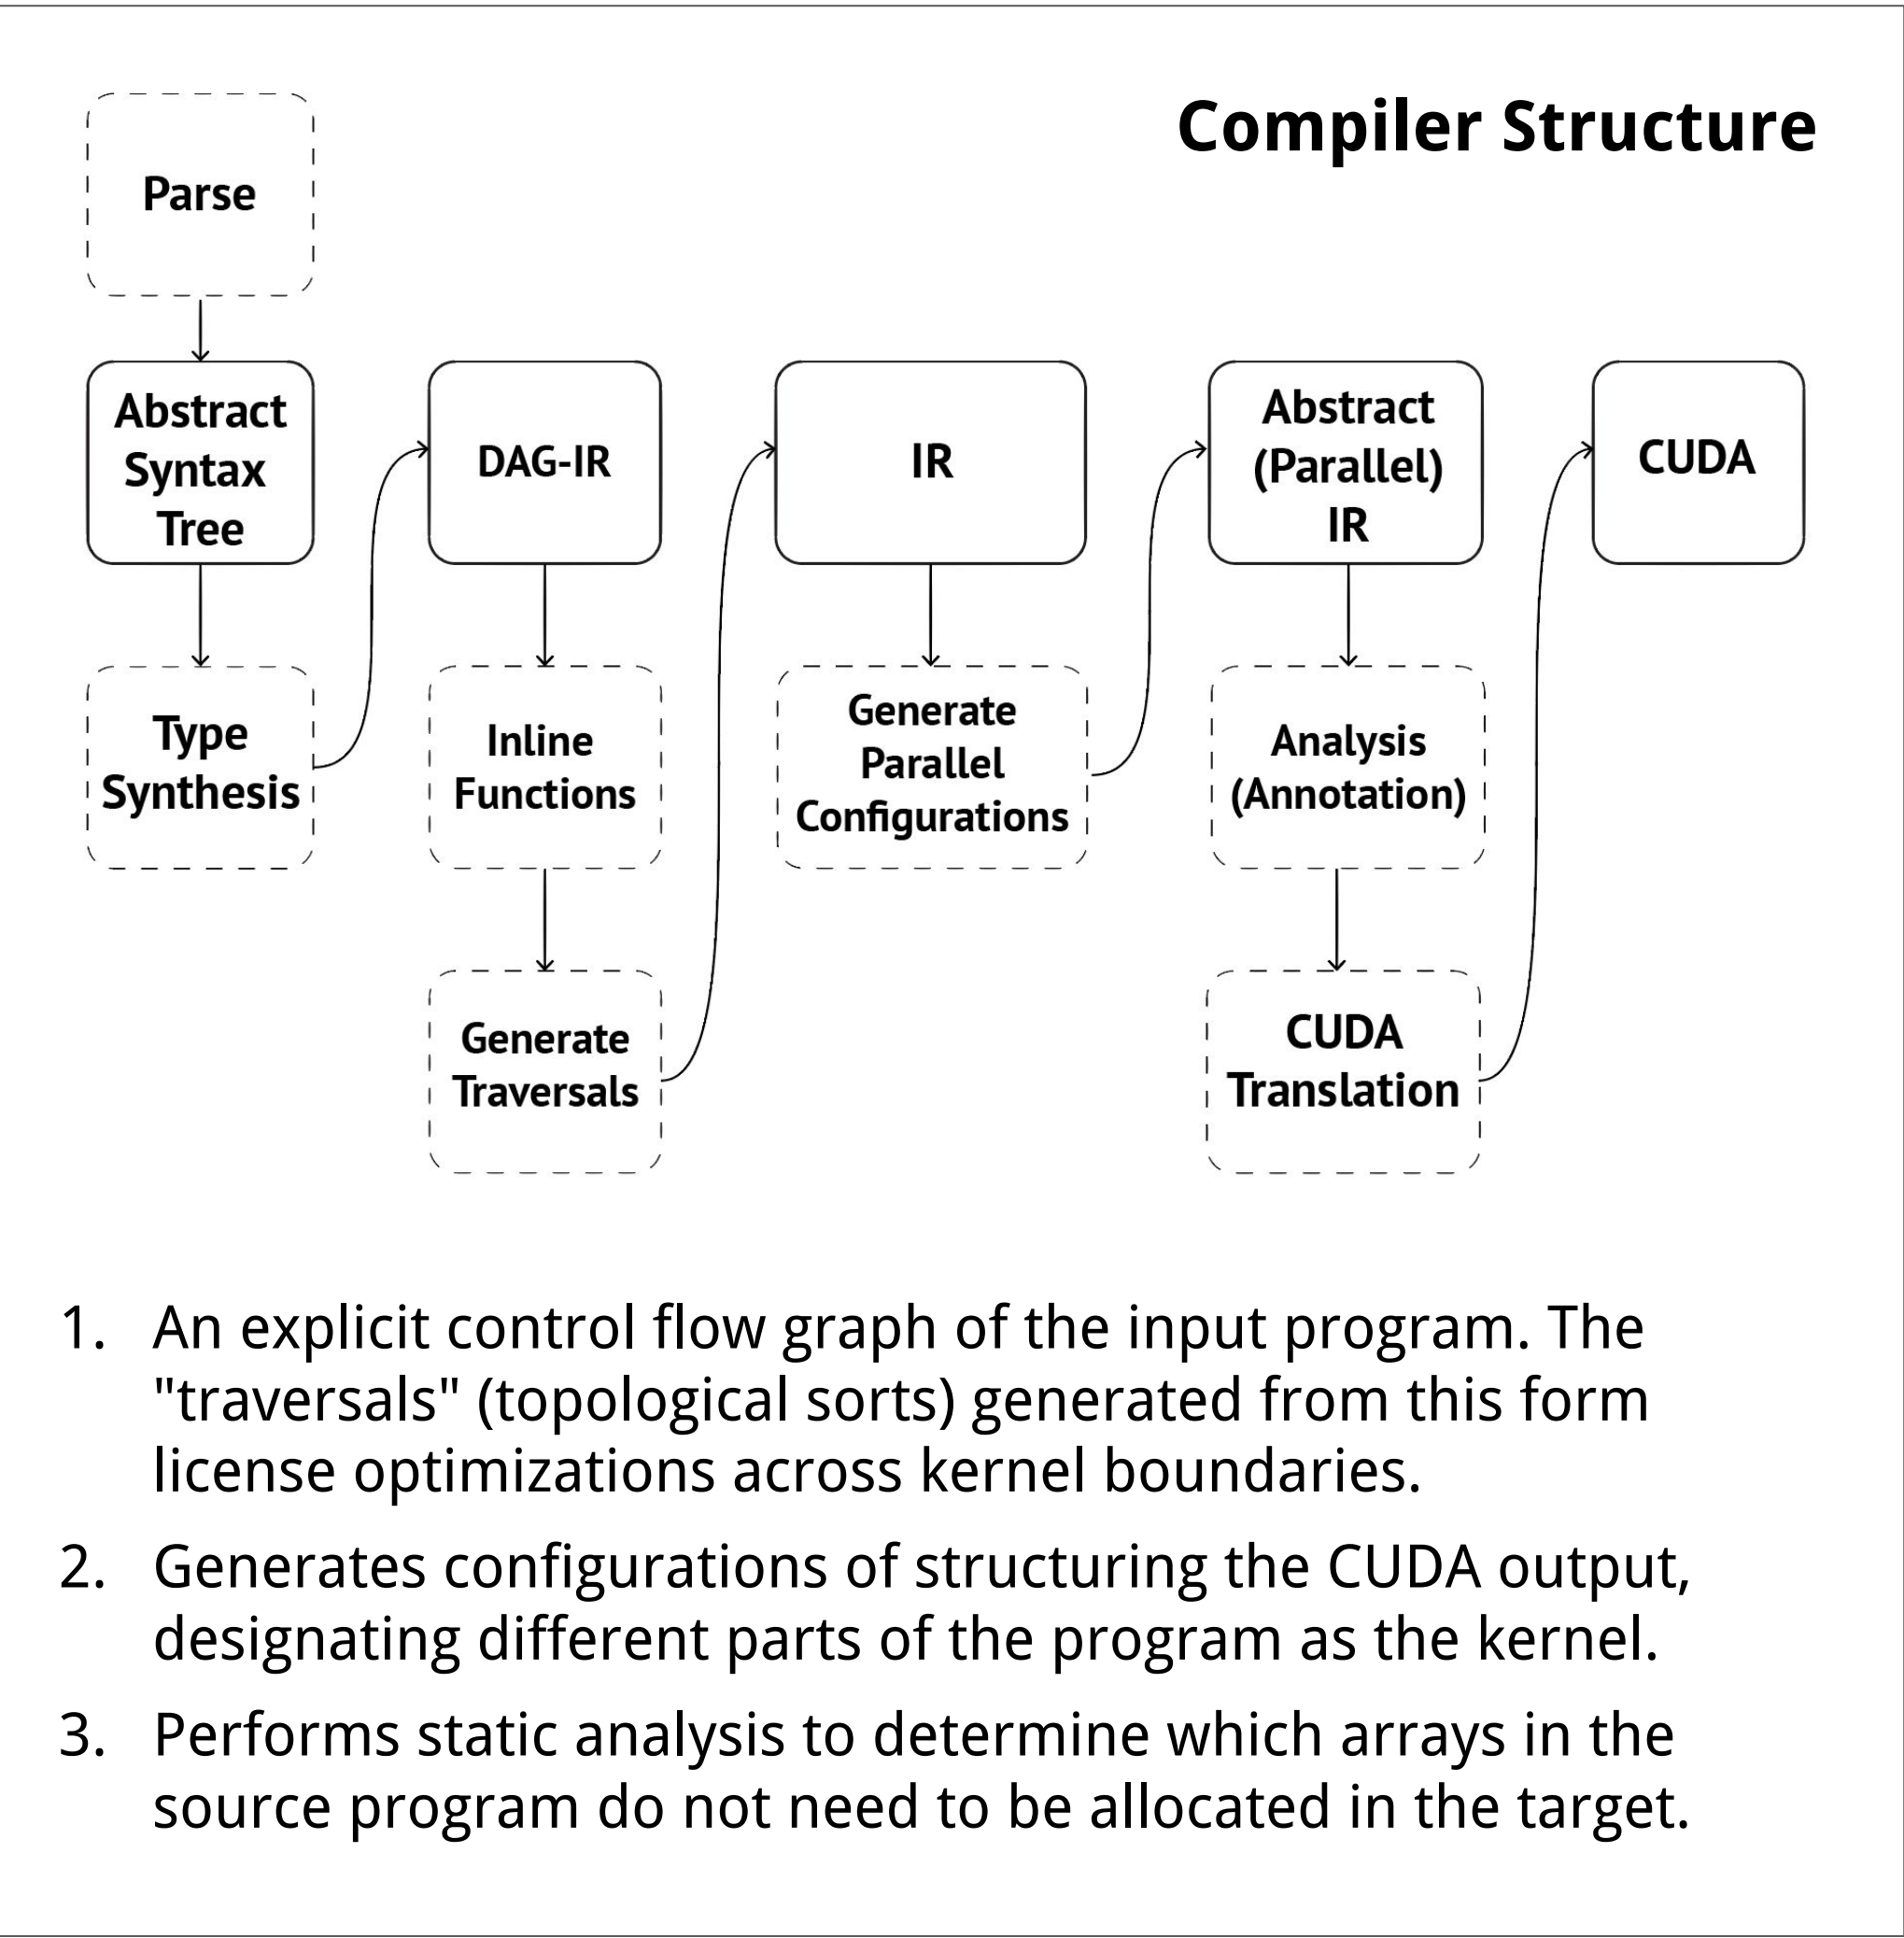 Compiler Structure
Parse
Abstract
Syntax
Tree
DAG-IR
IR
Abstract
(Parallel)
IR
CUDA
Type
Synthesis
Inline
Functions
Generate
Parallel
Configurations
Analysis
(Annotation)
Generate
Traversals
CUDA
Translation
1. An explicit control flow graph of the input program. The
"traversals" (topological sorts) generated from this form
license optimizations across kernel boundaries.
2. Generates configurations of structuring the CUDA output,
designating different parts of the program as the kernel.
3. Performs static analysis to determine which arrays in the
source program do not need to be allocated in the target.